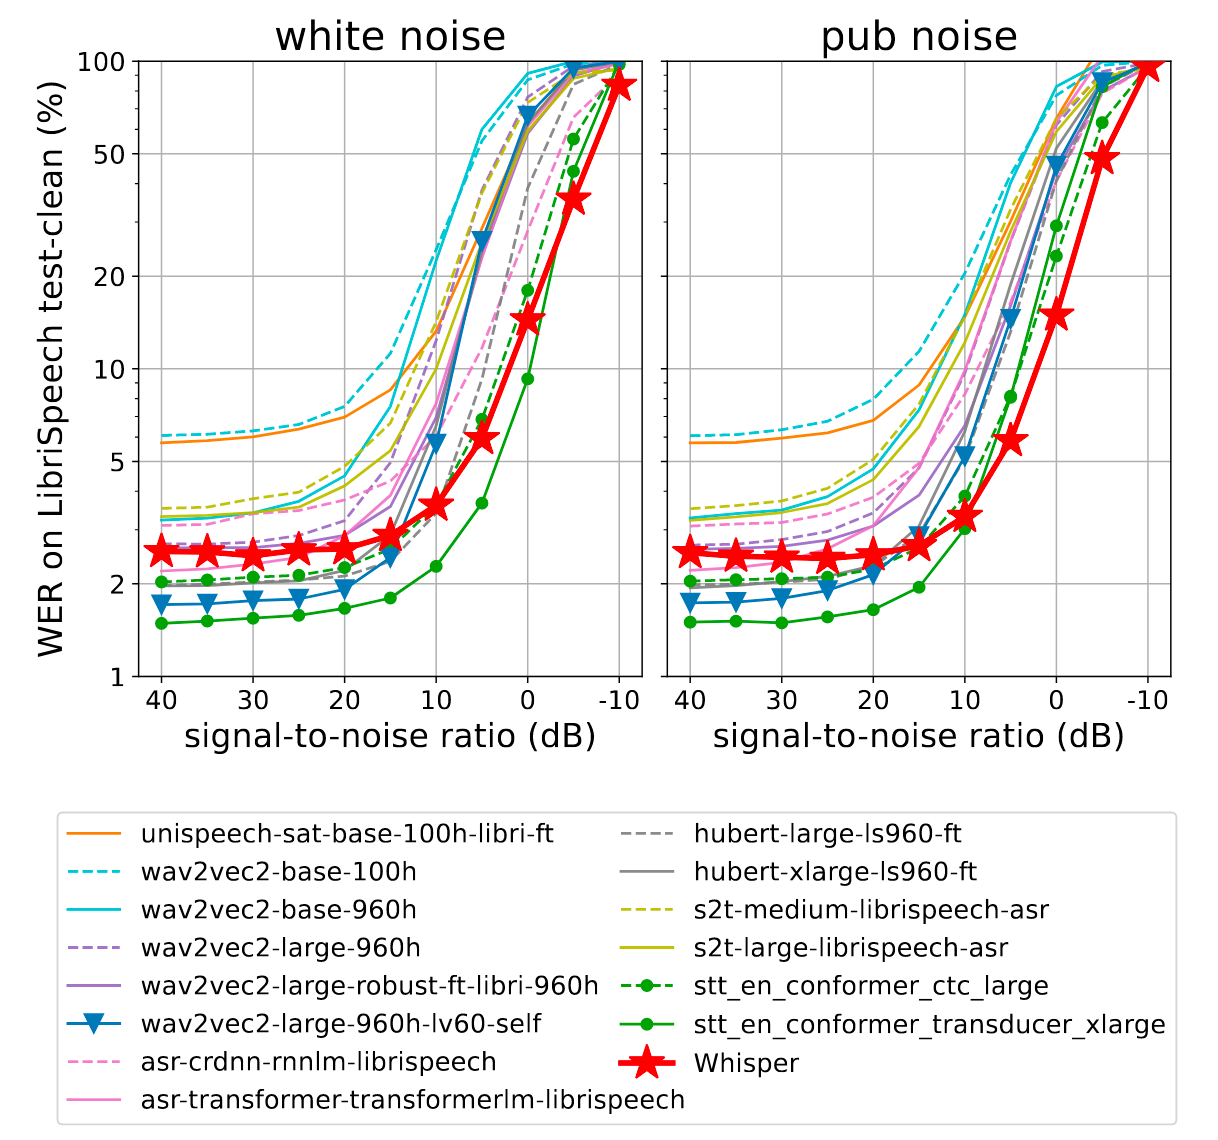 white noise
pub noise
WER on LibriSpeech test-clean (%)
100
50
20
10
5
2
1
40 30 20 10 0 -10
40 30 20 10 0 -10
signal-to-noise ratio (dB)
signal-to-noise ratio (dB)
unispeech-sat-base-100h-libri-ft
wav2vec2-base-100h
wav2vec2-base-960h
wav2vec2-large-960h
wav2vec2-large-robust-ft-libri-960h
wav2vec2-large-960h-lv60-self
asr-crdnn-rnnlm-librispeech
asr-transformer-transformerlm-librispeech
hubert-large-ls960-ft
hubert-xlarge-ls960-ft
s2t-medium-librispeech-asr
s2t-large-librispeech-asr
stt_en_conformer_ctc_large
stt_en_conformer_transducer_xlarge
Whisper